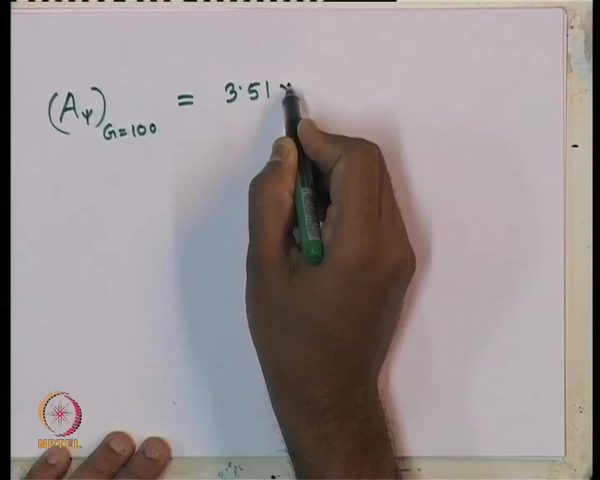 (Aψ)G=100 = 3.51 ×
NPTEL